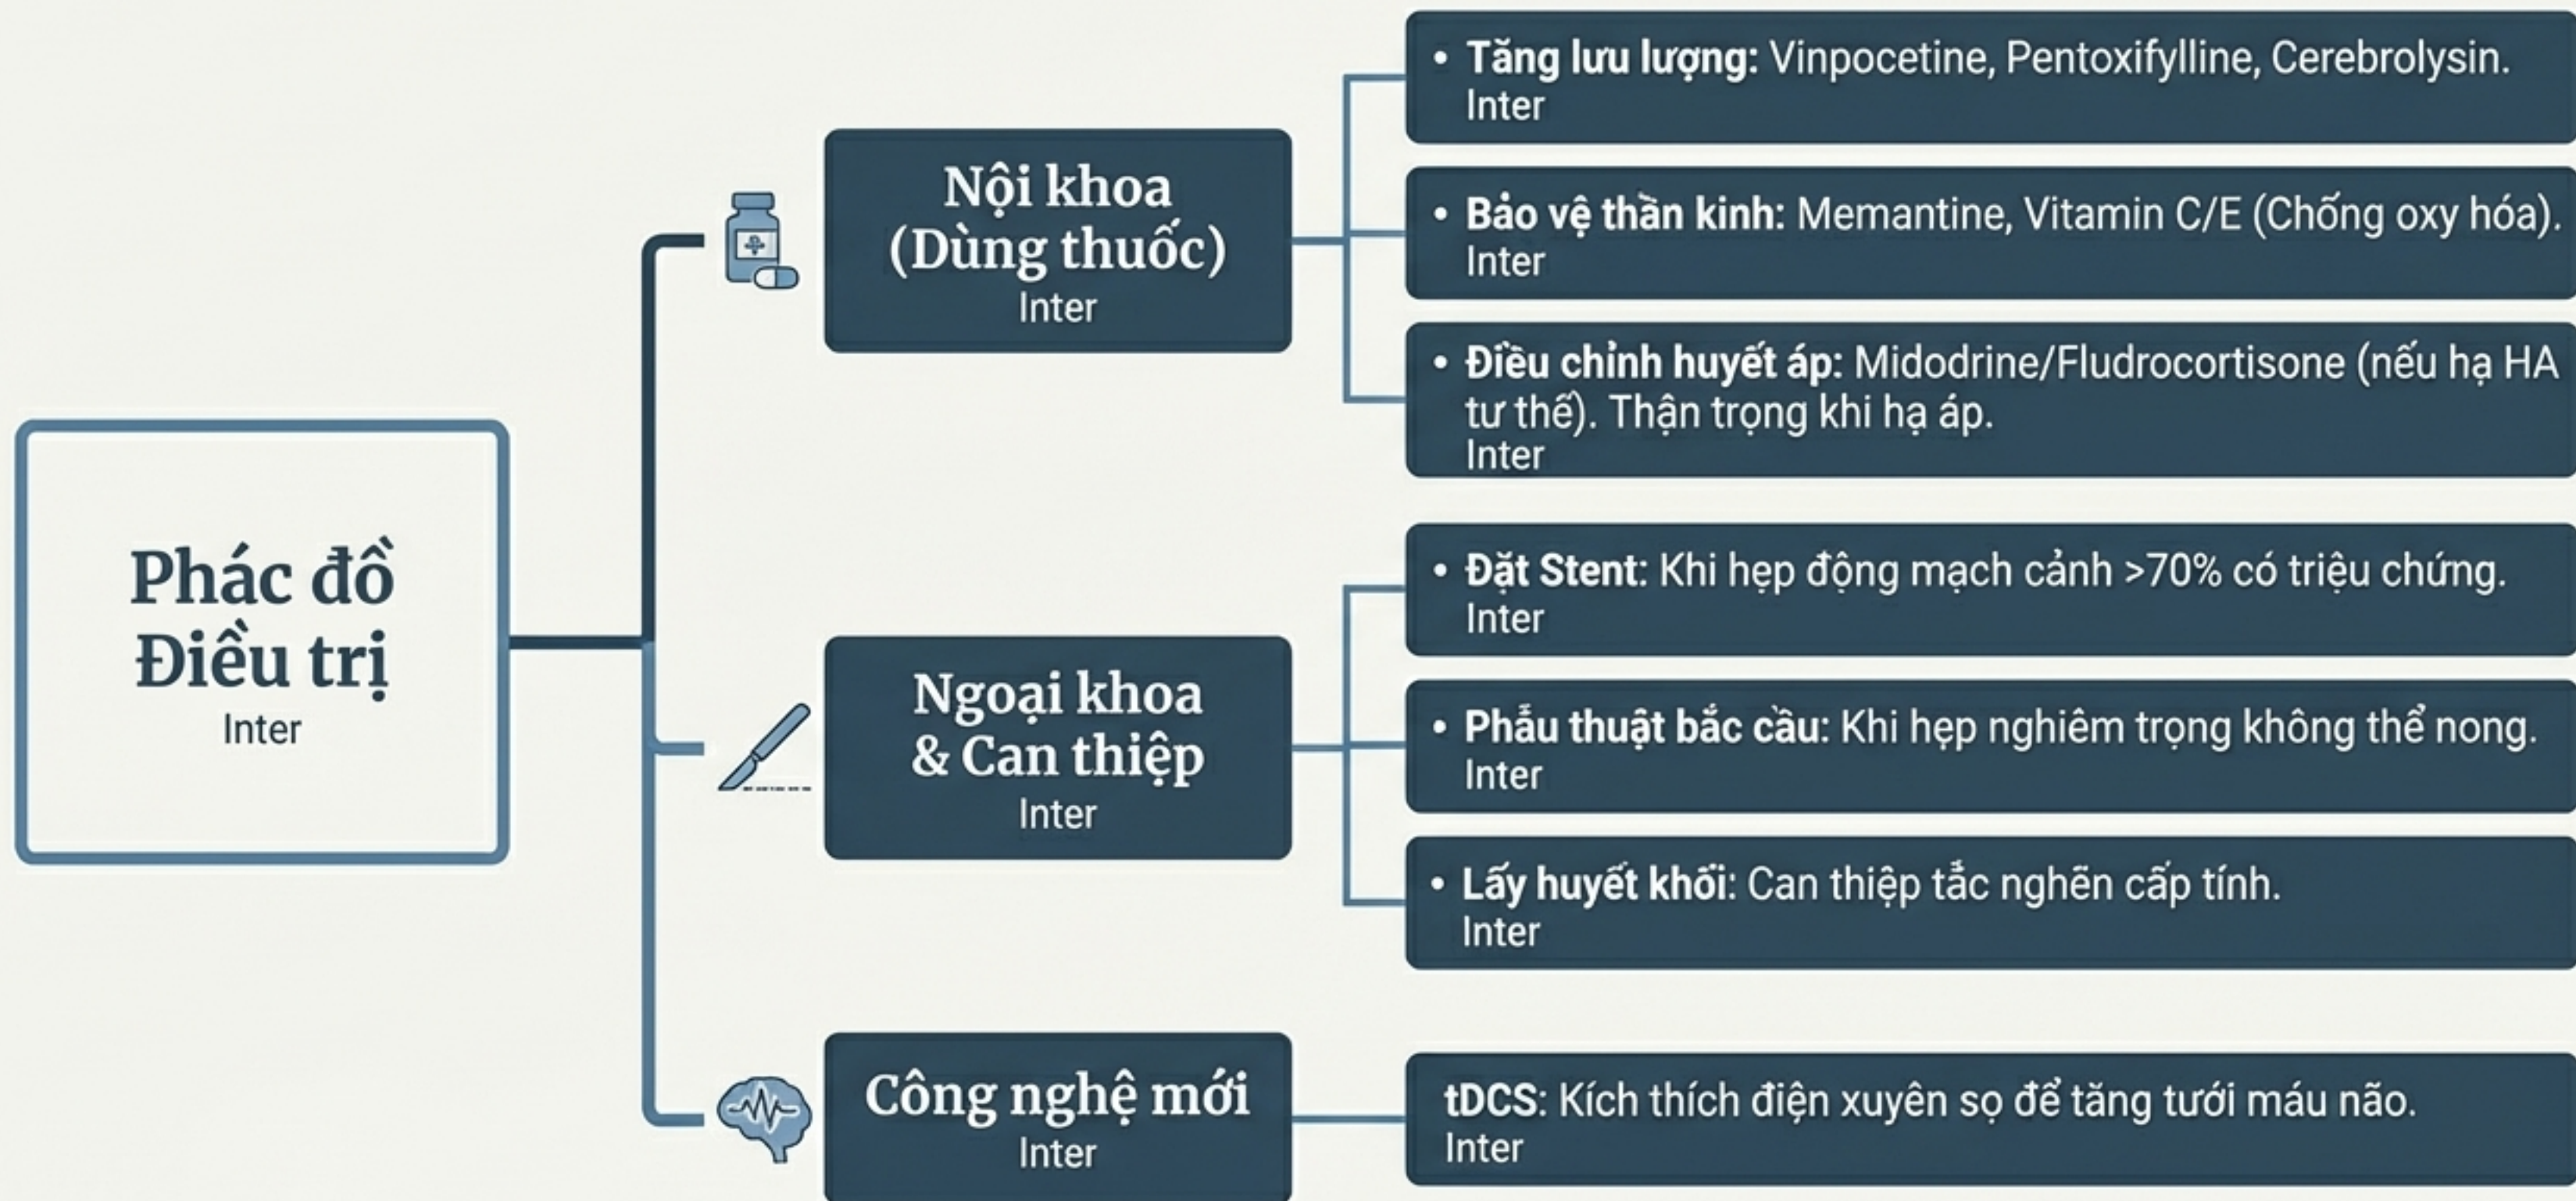 Phác đồ
Điều trị
Inter
Nội khoa
(Dùng thuốc)
Inter
• Tăng lưu lượng: Vinpocetine, Pentoxifylline, Cerebrolysin.
Inter
• Bảo vệ thần kinh: Memantine, Vitamin C/E (Chống oxy hóa).
Inter
• Điều chỉnh huyết áp: Midodrine/Fludrocortisone (nếu hạ HA
tư thế). Thận trọng khi hạ áp.
Inter
Ngoại khoa
& Can thiệp
Inter
• Đặt Stent: Khi hẹp động mạch cảnh >70% có triệu chứng.
Inter
• Phẫu thuật bắc cầu: Khi hẹp nghiêm trọng không thể nong.
Inter
• Lấy huyết khối: Can thiệp tắc nghẽn cấp tính.
Inter
Công nghệ mới
Inter
tDCS: Kích thích điện xuyên sọ để tăng tưới máu não.
Inter